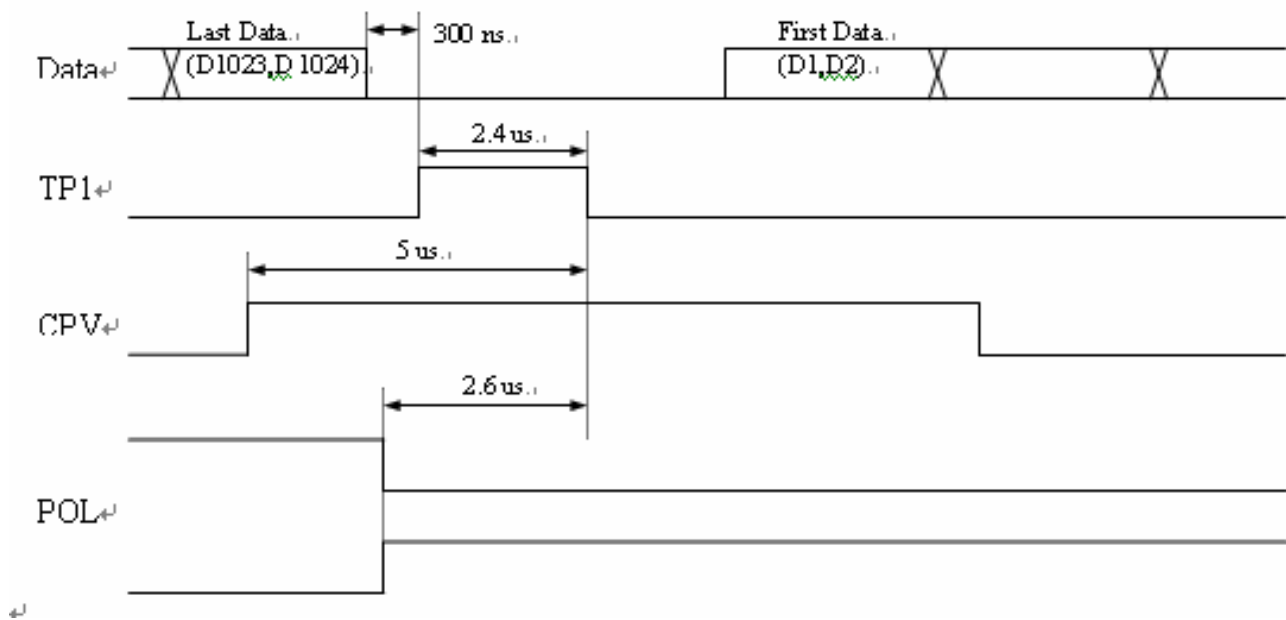 Last Data
300 ns
First Data
Data
(D1023,D 1024)
(D1,D2)
2.4 us
TP1
5 us
CPV
2.6 us
POL